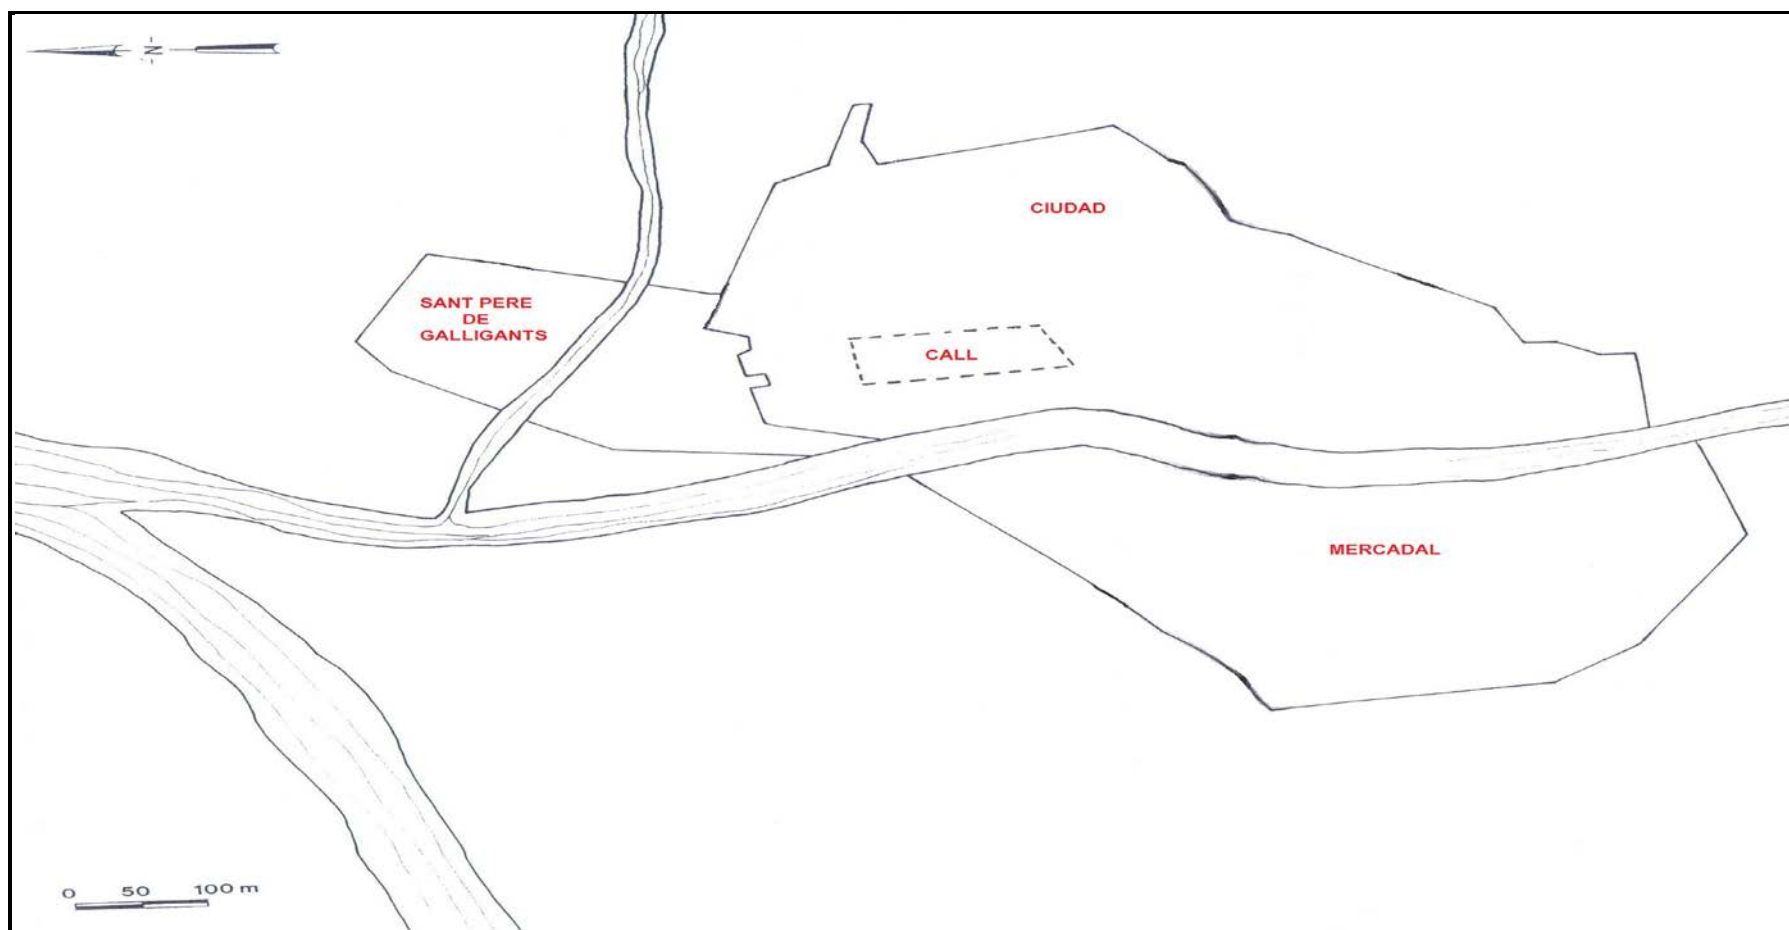 N
CIUDAD
SANT PERE
DE
GALLIGANTS
CALL
MERCADAL
0 50 100 m